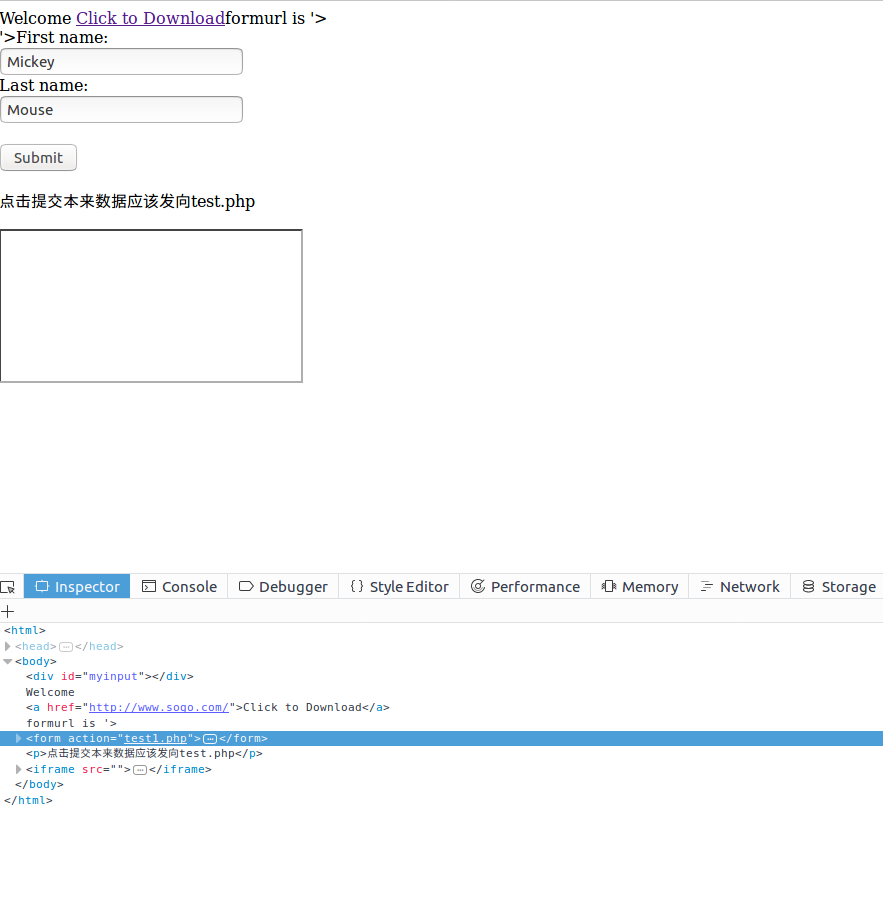 Welcome Click to Downloadformurl is '>
'>First name:
Mickey
Last name:
Mouse
Submit
点击提交本来数据应该发向test.php
Inspector Console Debugger { } Style Editor Performance Memory Network Storage
+
<html>
<head>…</head>
<body>
<div id="myinput"></div>
Welcome
<a href="http://www.sogo.com/">Click to Download</a>
formurl is '>
<form action="test1.php">…</form>
<p>点击提交本来数据应该发向test.php</p>
<iframe src="">…</iframe>
</body>
</html>